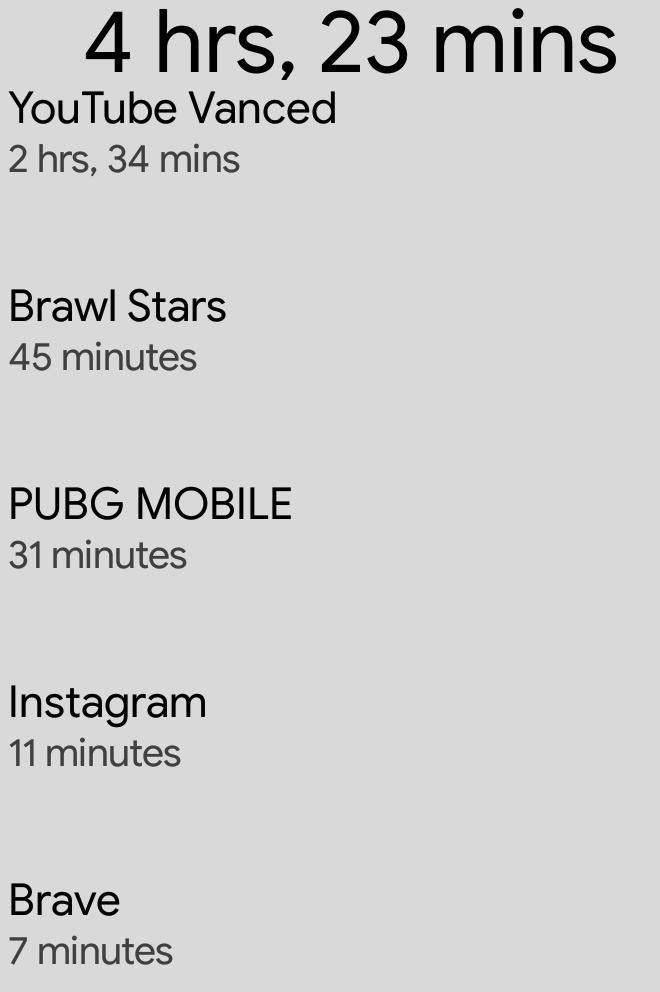 4 hrs, 23 mins
YouTube Vanced
2 hrs, 34 mins
Brawl Stars
45 minutes
PUBG MOBILE
31 minutes
Instagram
11 minutes
Brave
7 minutes